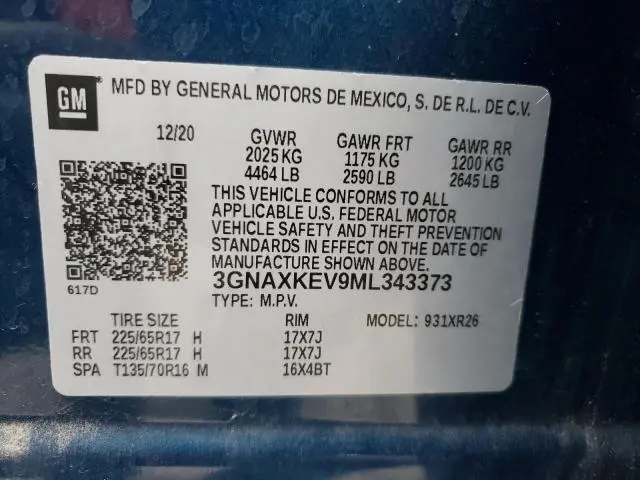 GM
MFD BY GENERAL MOTORS DE MEXICO, S. DE R.L. DE C.V.
12/20 GVWR GAWR FRT GAWR RR
2025 KG 1175 KG 1200 KG
4464 LB 2590 LB 2645 LB
THIS VEHICLE CONFORMS TO ALL
APPLICABLE U.S. FEDERAL MOTOR
VEHICLE SAFETY AND THEFT PREVENTION
STANDARDS IN EFFECT ON THE DATE OF
MANUFACTURE SHOWN ABOVE.
617D
3GNAXKEV9ML343373
TYPE: M.P.V.
TIRE SIZE RIM MODEL: 931XR26
FRT 225/65R17 H 17X7J
RR 225/65R17 H 17X7J
SPA T135/70R16 M 16X4BT